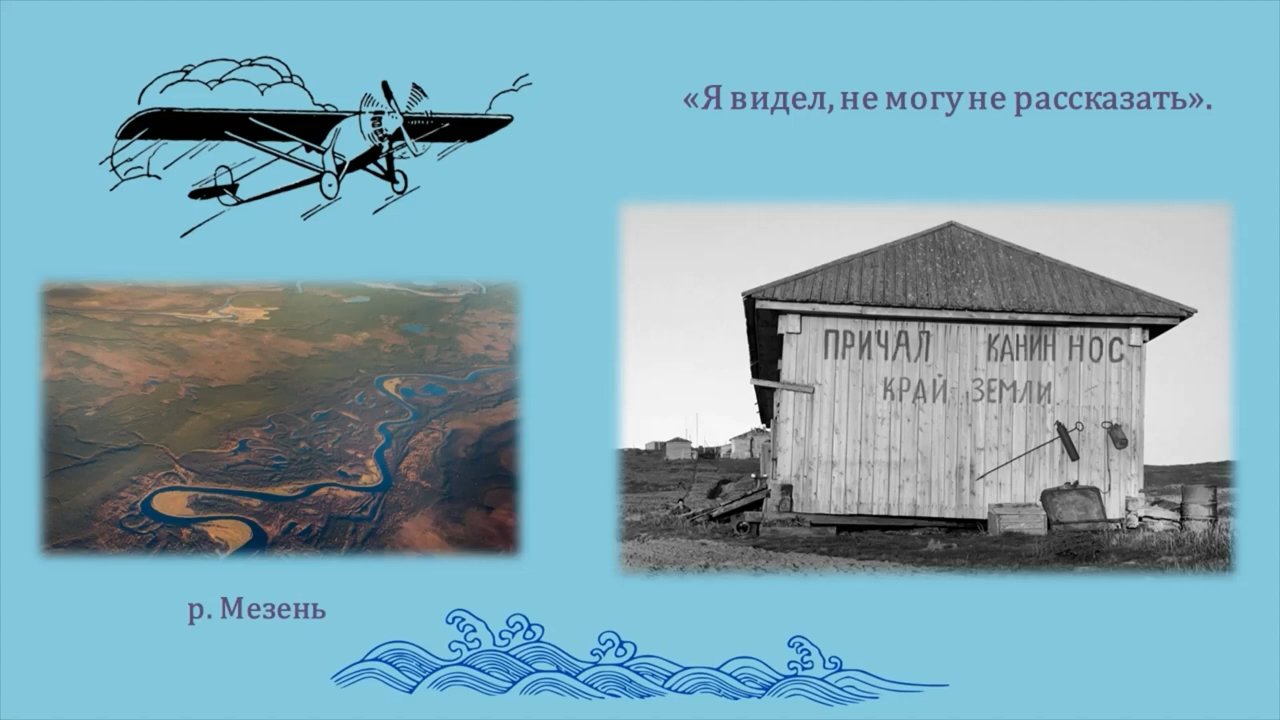 «Я видел, не могу не рассказать».
ПРИЧАЛ КАНИН НОС
КРАЙ ЗЕМЛИ
р. Мезень